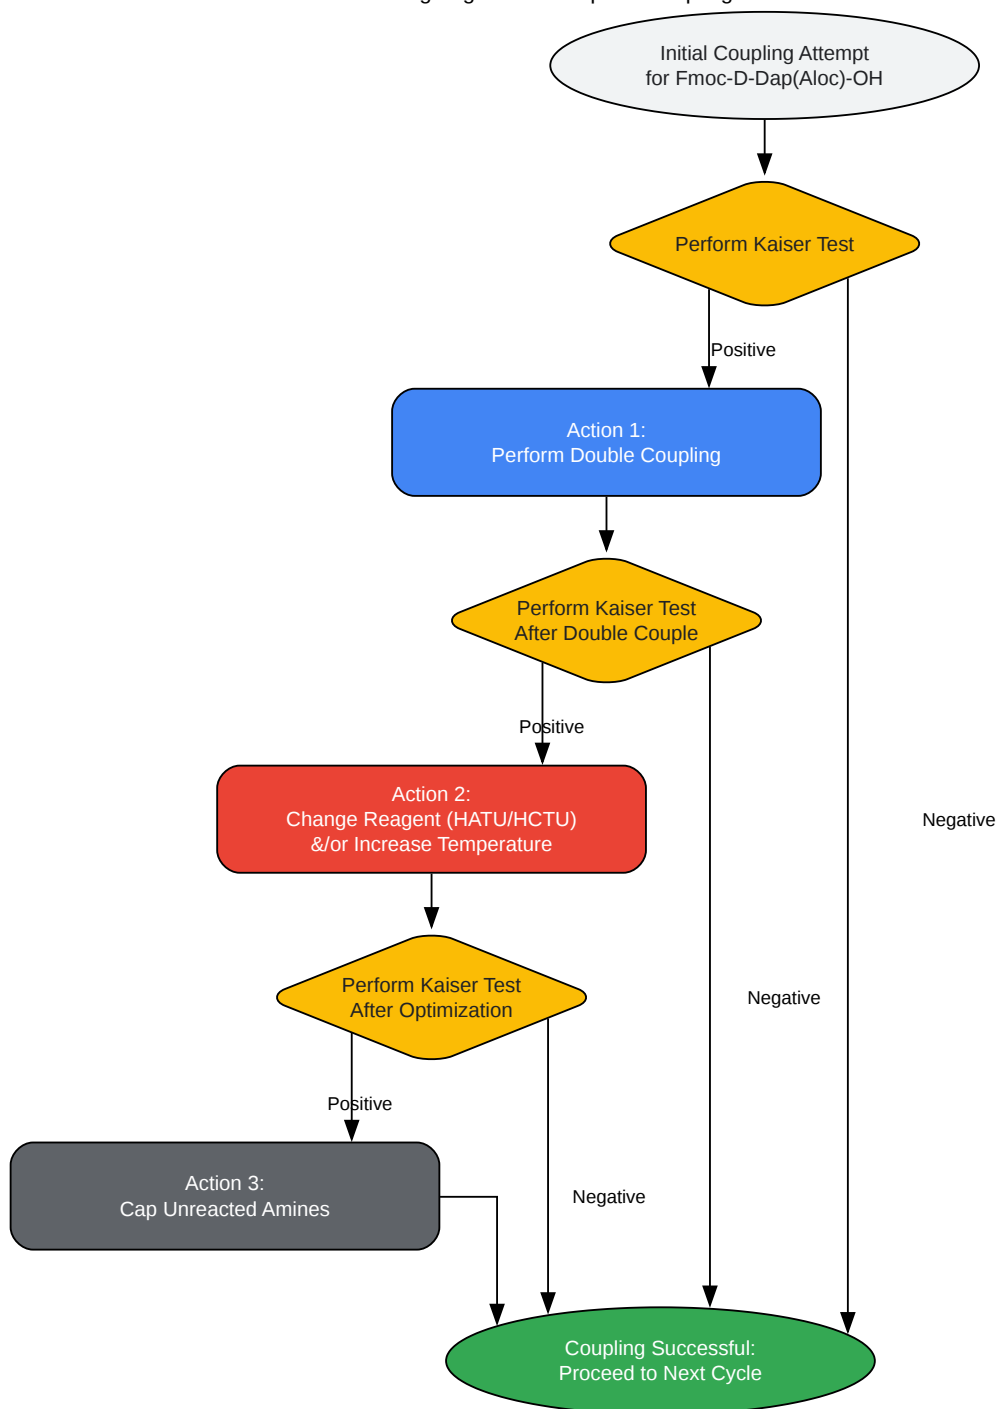 Initial Coupling Attempt
for Fmoc-D-Dap(Aloc)-OH
Perform Kaiser Test
Positive
Action 1:
Perform Double Coupling
Perform Kaiser Test
After Double Couple
Positive
Action 2:
Change Reagent (HATU/HCTU)
&/or Increase Temperature
Negative
Perform Kaiser Test
After Optimization
Negative
Positive
Action 3:
Cap Unreacted Amines
Negative
Coupling Successful:
Proceed to Next Cycle